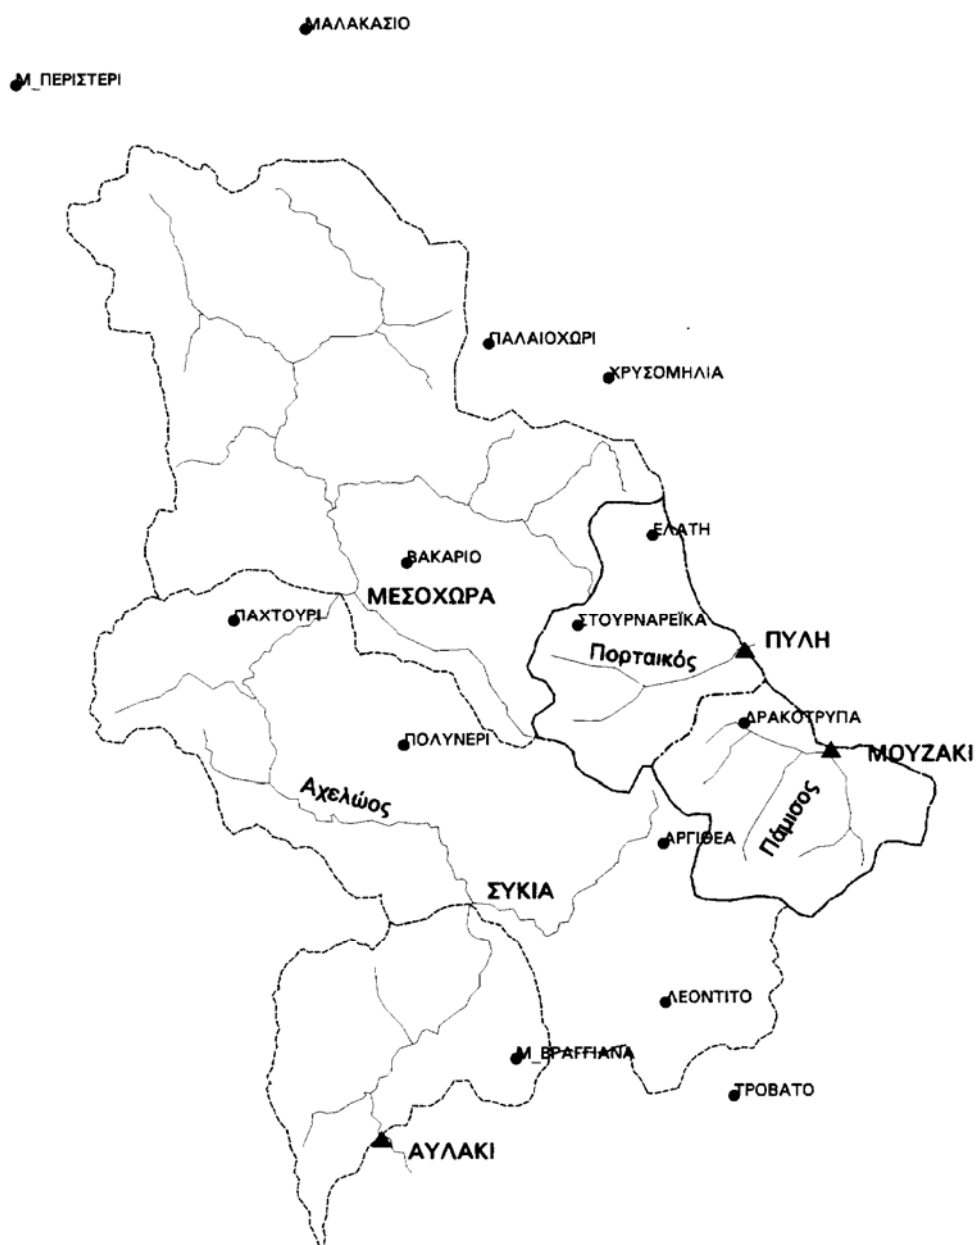 ΜΑΛΑΚΑΣΙΟ
Μ_ΠΕΡΙΣΤΕΡΙ
ΠΑΛΑΙΟΧΩΡΙ
ΧΡΥΣΟΜΗΛΙΑ
ΕΛΑΤΗ
ΒΑΚΑΡΙΟ
ΜΕΣΟΧΩΡΑ
ΠΑΧΤΟΥΡΙ
ΣΤΟΥΡΝΑΡΕΪΚΑ
ΠΥΛΗ
Πορταικός
ΔΡΑΚΟΤΡΥΠΑ
ΠΟΛΥΝΕΡΙ
ΜΟΥΖΑΚΙ
Αχελώος
Πάμισος
ΑΡΓΙΘΕΑ
ΣΥΚΙΑ
ΛΕΟΝΤΙΤΟ
Μ_ΒΡΑΓΓΙΑΝΑ
ΤΡΟΒΑΤΟ
ΑΥΛΑΚΙ